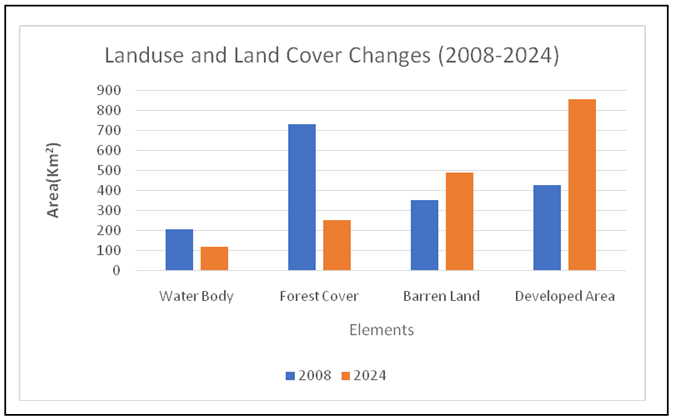 Landuse and Land Cover Changes (2008-2024)
900
800
700
600
500
400
300
200
100
0
Area(Km²)
Water Body Forest Cover Barren Land Developed Area
Elements
2008 2024